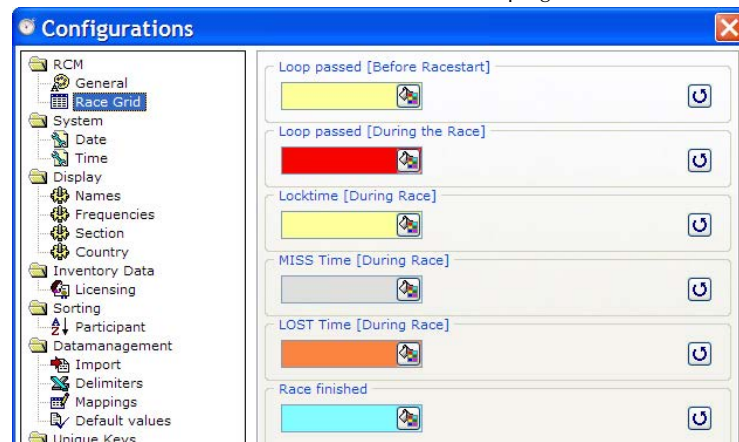 Configurations
RCM
General
Race Grid
System
Date
Time
Display
Names
Frequencies
Section
Country
Inventory Data
Licensing
Sorting
Participant
Datamanagement
Import
Delimiters
Mappings
Default values
Unique Keys
Loop passed [Before Racestart]
Loop passed [During the Race]
Locktime [During Race]
MISS Time [During Race]
LOST Time [During Race]
Race finished